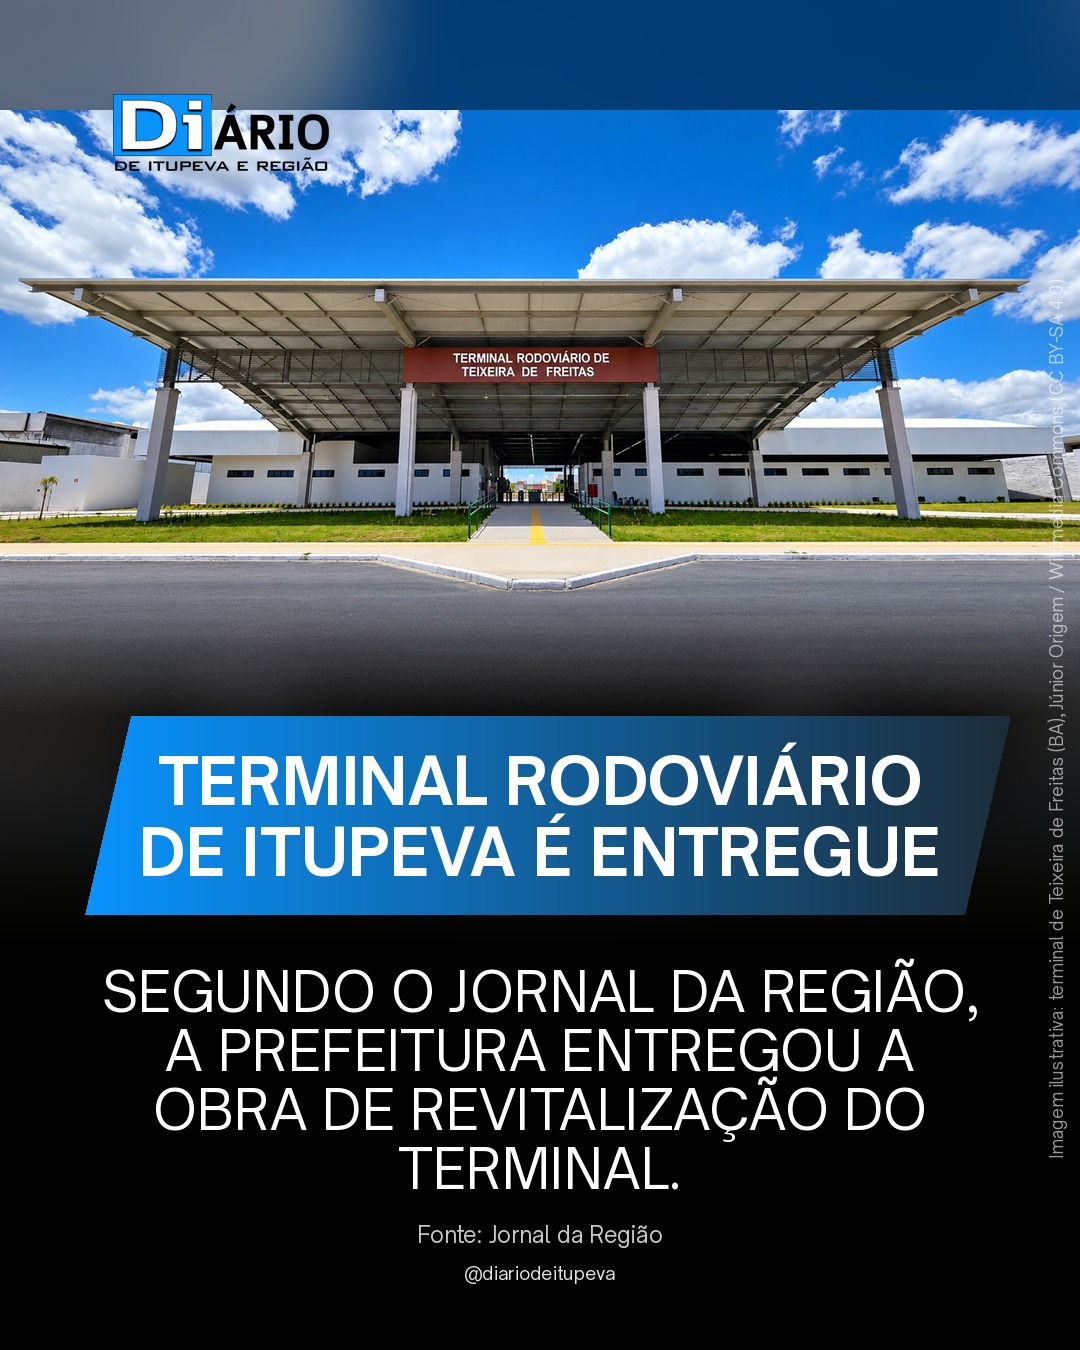 DiÁRIO
DE ITUPEVA E REGIÃO
TERMINAL RODOVIÁRIO DE
TEIXEIRA DE FREITAS
Imagem ilustrativa: terminal de Teixeira de Freitas (BA), Júnior Origem / Wikimedia Commons (CC BY-SA 4.0)
TERMINAL RODOVIÁRIO
DE ITUPEVA É ENTREGUE
SEGUNDO O JORNAL DA REGIÃO,
A PREFEITURA ENTREGOU A
OBRA DE REVITALIZAÇÃO DO
TERMINAL.
Fonte: Jornal da Região
@diariodeitupeva